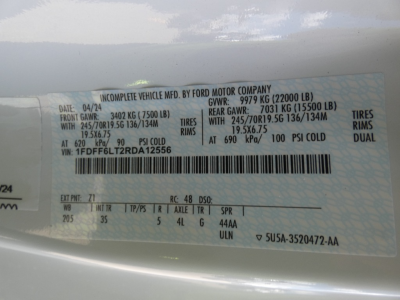 INCOMPLETE VEHICLE MFD. BY FORD MOTOR COMPANY
04/24 GVWR: 9979 KG (22000 LB)
FRONT GAWR: 3402 KG (7500 LB) REAR GAWR: 7031 KG (15500 LB)
WITH 245/70R19.5G 136/134M TIRES WITH 245/70R19.5G 136/134M TIRES
19.5X6.75 RIMS 19.5X6.75 RIMS
AT 620 kPa/ 90 PSI COLD AT 690 kPa/ 100 PSI COLD DUAL
1FDFF6LT2RDA12556
EXT PNT: Z1 RC: 48 DSO:
WB INT TR TP/PS R AXLE TR SPR
205 3S 5 4L G 44AA
ULN 5U5A-3520472-AA
/24